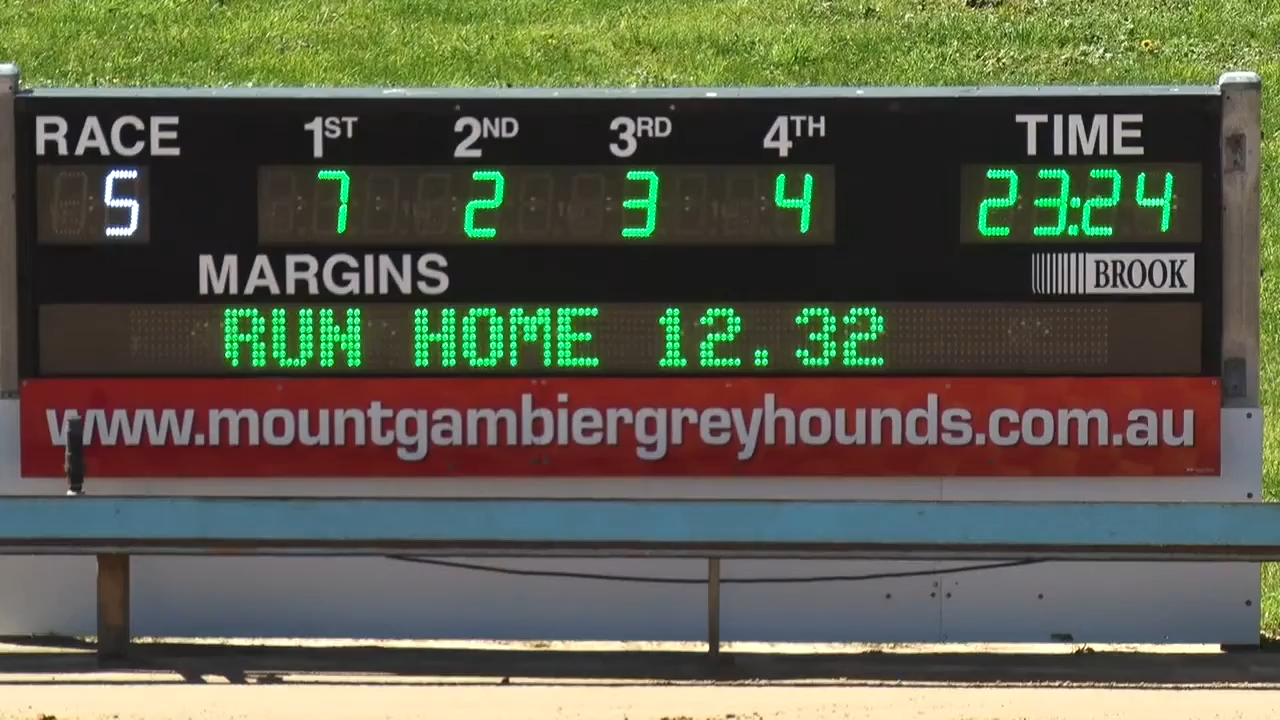 RACE 1ST 2ND 3RD 4TH TIME
5 7 2 3 4 23:24
MARGINS BROOK
RUN HOME 12.32
www.mountgambiergreyhounds.com.au